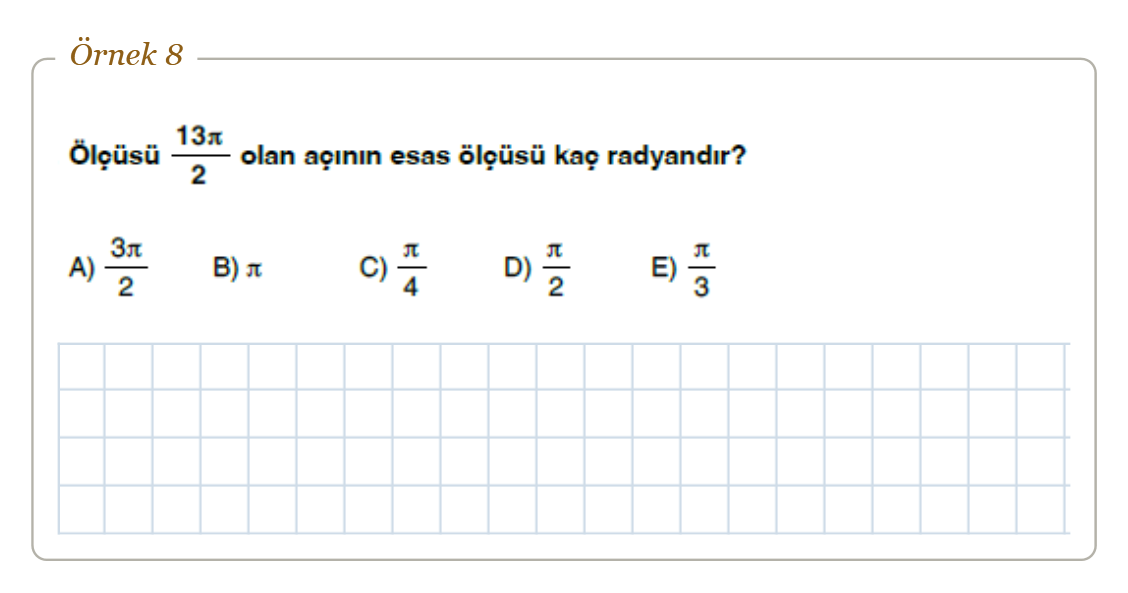 Örnek 8
Ölçüsü 13π/2 olan açının esas ölçüsü kaç radyandır?
A) 3π/2 B) π C) π/4 D) π/2 E) π/3